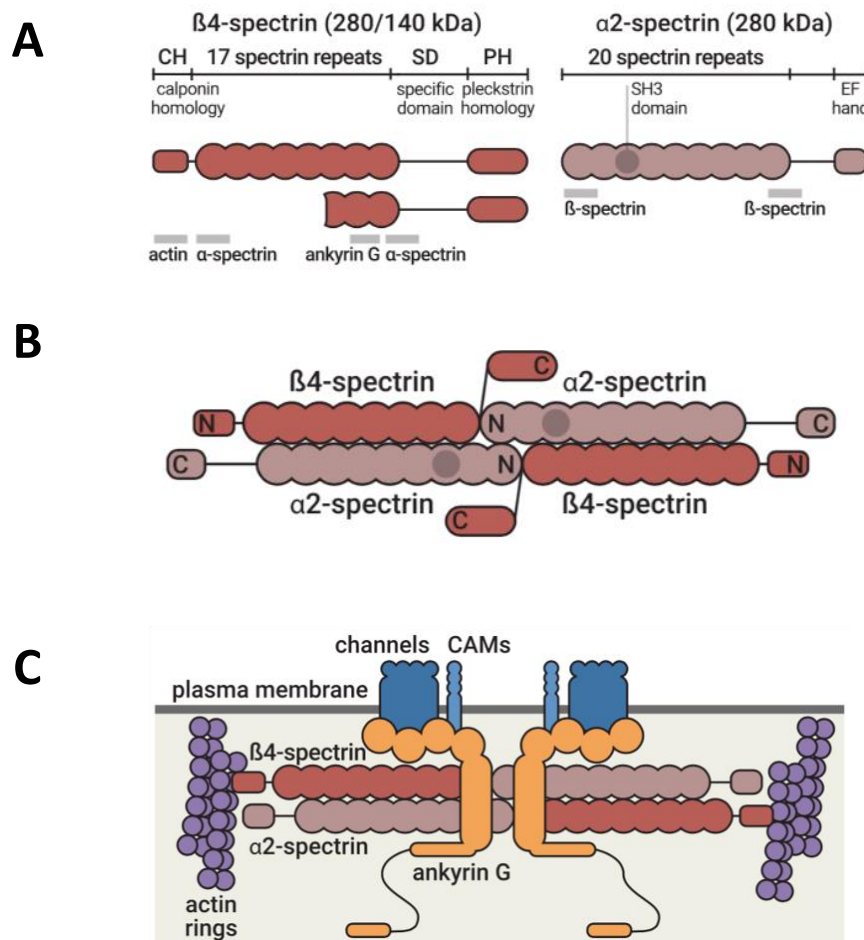 A
ß4-spectrin (280/140 kDa)
α2-spectrin (280 kDa)
CH 17 spectrin repeats SD PH
20 spectrin repeats
calponin homology
specific domain
pleckstrin homology
SH3 domain
EF hand
ß-spectrin
ß-spectrin
actin α-spectrin ankyrin G α-spectrin
B
ß4-spectrin
C
α2-spectrin
N
N
C
C
N
N
α2-spectrin
C
ß4-spectrin
C
channels CAMs
plasma membrane
ß4-spectrin
α2-spectrin
ankyrin G
actin rings